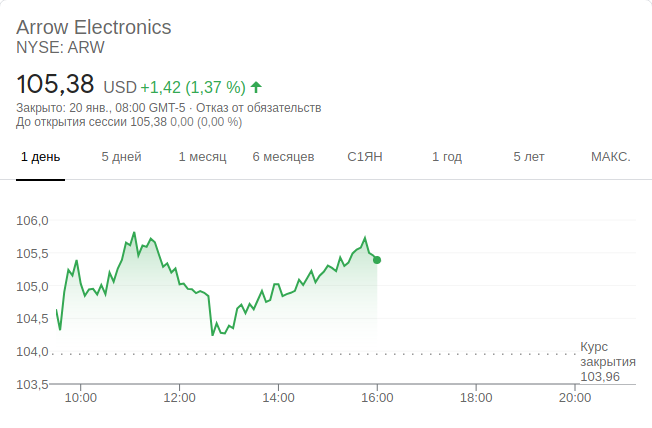 Arrow Electronics
NYSE: ARW
105,38 USD +1,42 (1,37 %)
Закрыто: 20 янв., 08:00 GMT-5 · Отказ от обязательств
До открытия сессии 105,38 0,00 (0,00 %)
1 день 5 дней 1 месяц 6 месяцев С1ЯН 1 год 5 лет МАКС.
106,0
105,5
105,0
104,5
104,0
103,5
Курс
закрытия
103,96
10:00 12:00 14:00 16:00 18:00 20:00